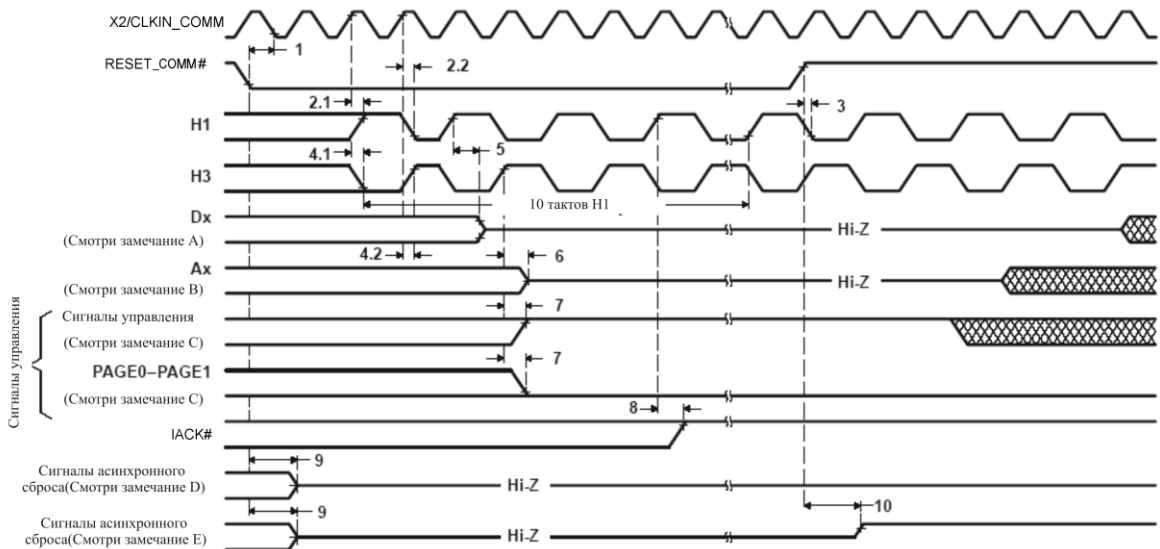 X2/CLKIN_COMM
1
RESET_COMM#
2.2
2.1
3
H1
4.1
5
H3
10 тактов H1
Dx
(Смотри замечание A)
Hi-Z
4.2
6
Ax
(Смотри замечание B)
Hi-Z
Сигналы управления
7
Сигналы управления
(Смотри замечание C)
7
PAGE0–PAGE1
(Смотри замечание C)
8
IACK#
9
Сигналы асинхронного
сброса(Смотри замечание D)
Hi-Z
9
10
Сигналы асинхронного
сброса(Смотри замечание E)
Hi-Z